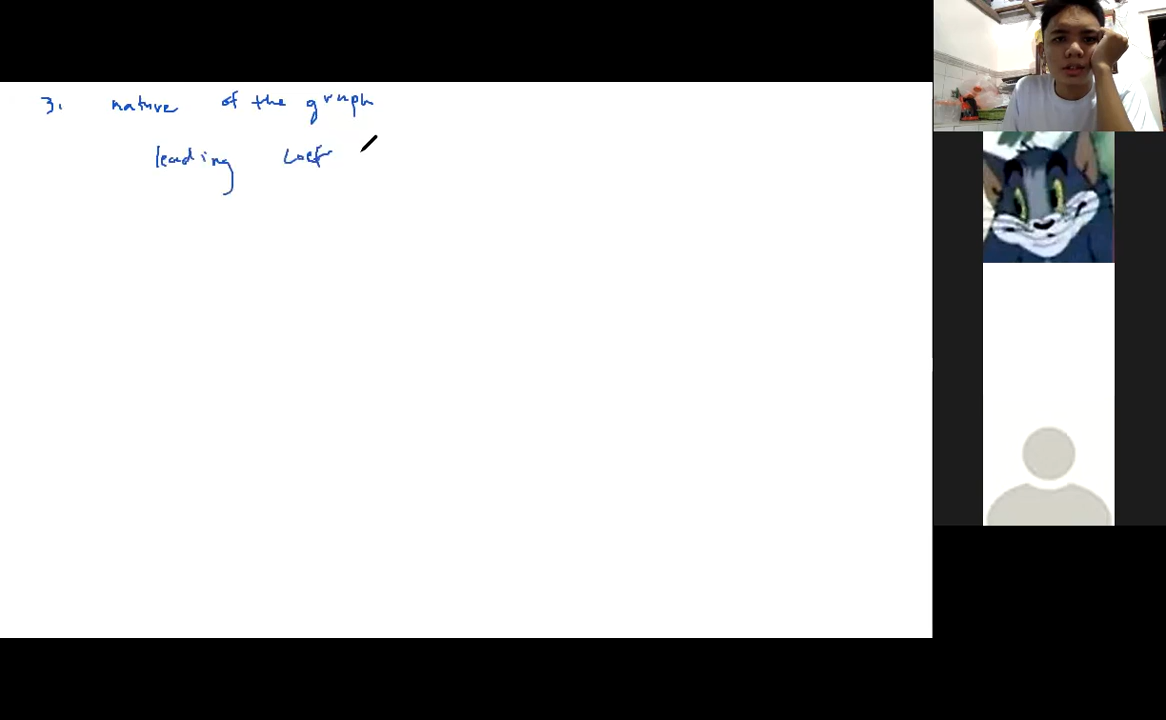 3. nature of the graph
leading coef